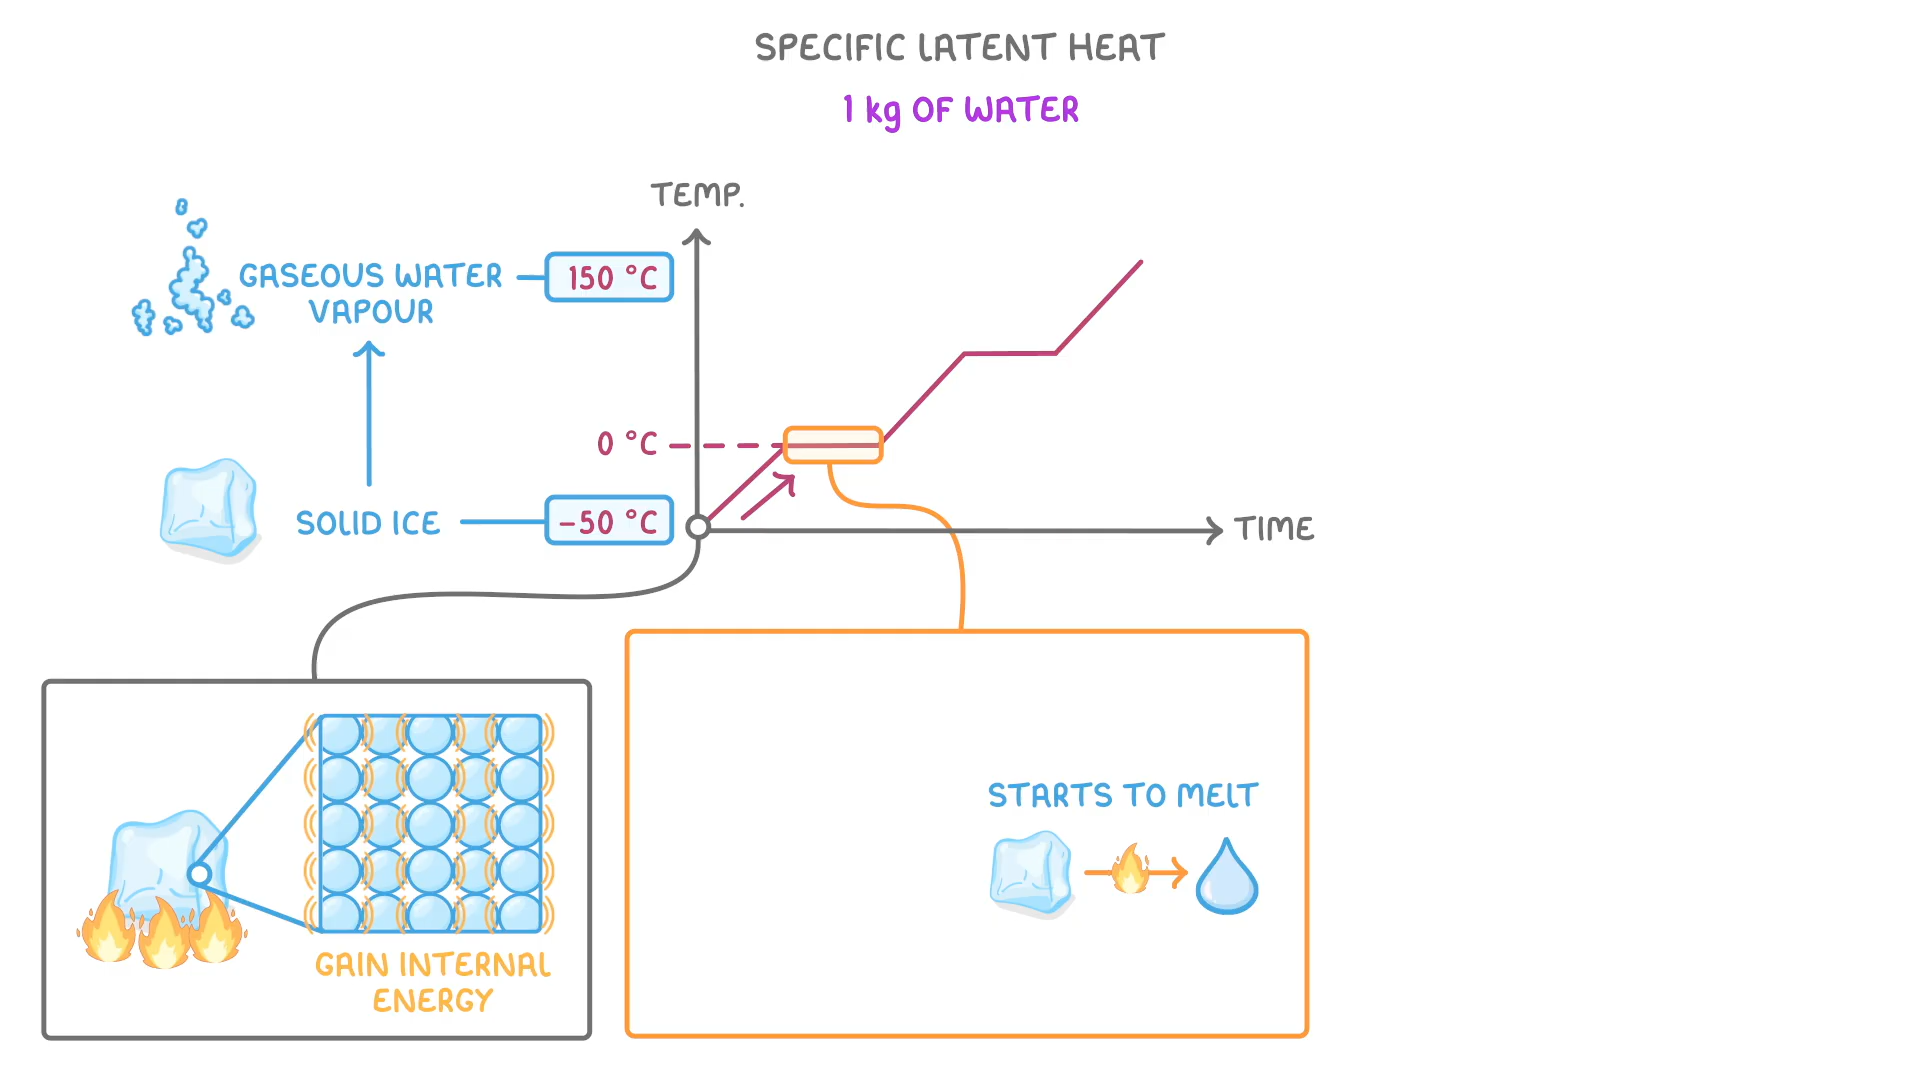 SPECIFIC LATENT HEAT
1 kg OF WATER
TEMP.
GASEOUS WATER
VAPOUR
150 °C
0 °C
SOLID ICE
-50 °C
TIME
STARTS TO MELT
GAIN INTERNAL
ENERGY